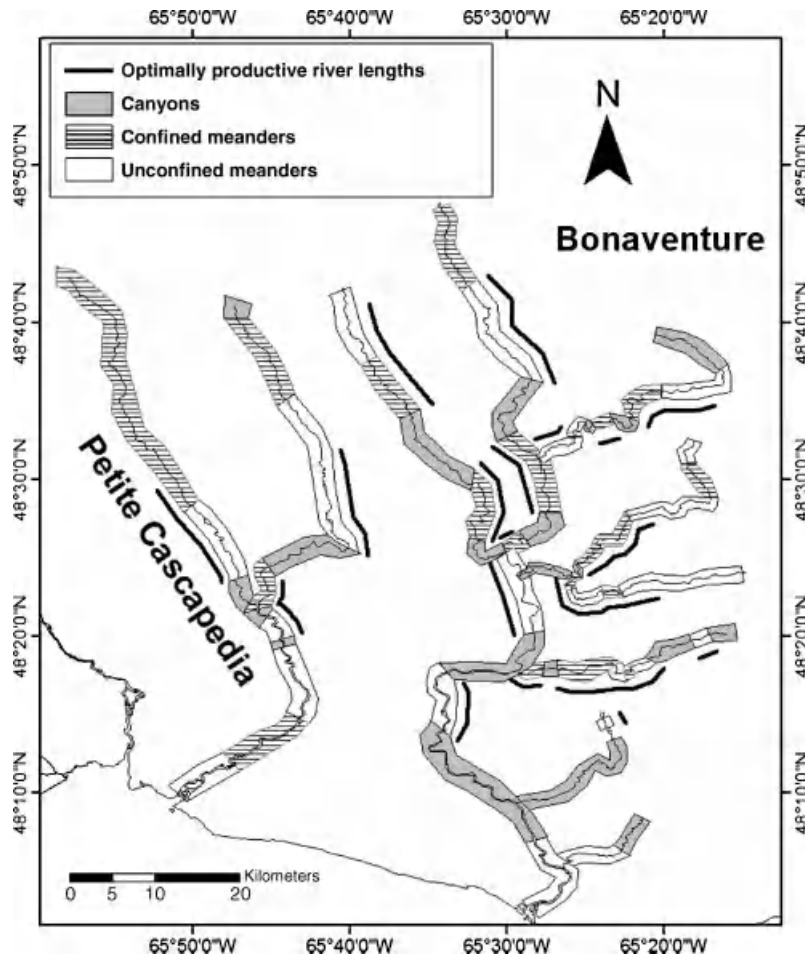 65°50'0"W 65°40'0"W 65°30'0"W 65°20'0"W
Optimally productive river lengths
Canyons
Confined meanders
Unconfined meanders
N
48°50'0"N 48°50'0"N
Bonaventure
48°40'0"N 48°40'0"N
Petite Cascapedia
48°30'0"N 48°30'0"N
48°20'0"N 48°20'0"N
48°10'0"N 48°10'0"N
Kilometers
0 5 10 20
65°50'0"W 65°40'0"W 65°30'0"W 65°20'0"W